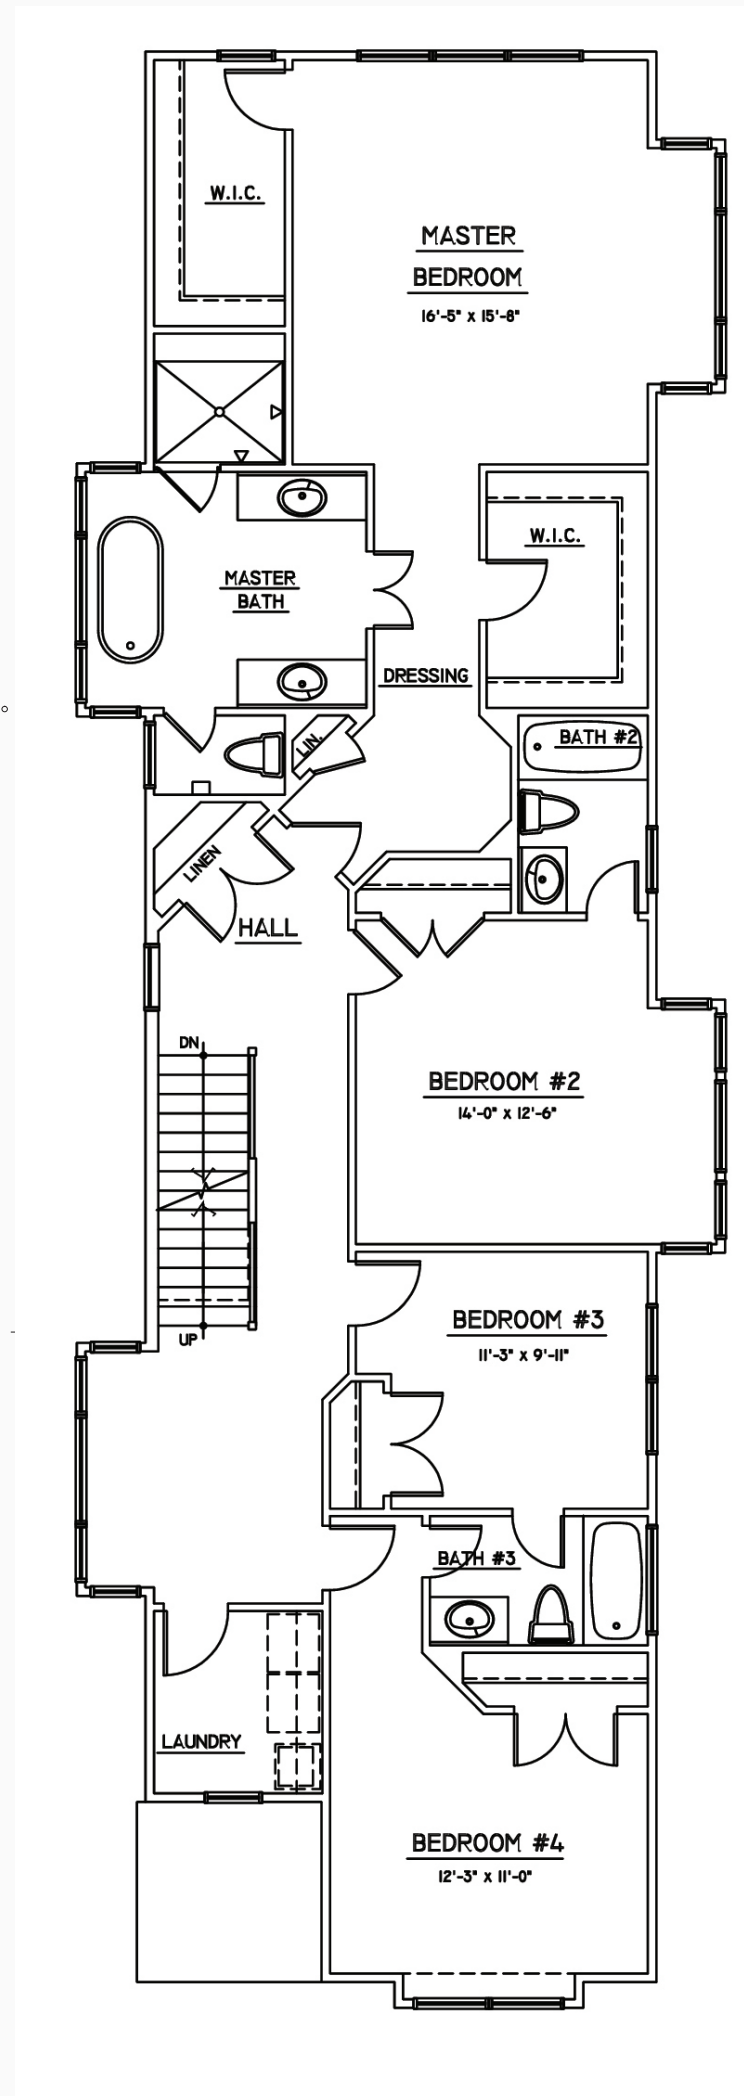 W.I.C.
MASTER
BEDROOM
16'-5" x 15'-8"
W.I.C.
MASTER
BATH
DRESSING
LIN.
BATH #2
LINEN
HALL
DN
BEDROOM #2
14'-0" x 12'-6"
UP
BEDROOM #3
11'-3" x 9'-11"
BATH #3
LAUNDRY
BEDROOM #4
12'-3" x 11'-0"